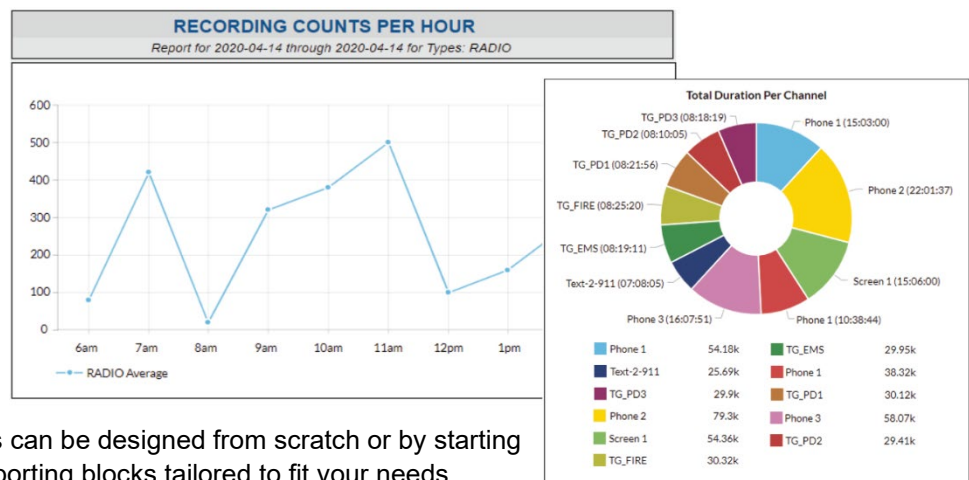 RECORDING COUNTS PER HOUR
Report for 2020-04-14 through 2020-04-14 for Types: RADIO
600
500
400
300
200
100
0
6am 7am 8am 9am 10am 11am 12pm 1pm
RADIO Average
Total Duration Per Channel
TG_PD3 (08:18:19)
Phone 1 (15:03:00)
TG_PD2 (08:10:05)
TG_PD1 (08:21:56)
Phone 2 (22:01:37)
TG_FIRE (08:25:20)
TG_EMS (08:19:11)
Text-2-911 (07:08:05)
Screen 1 (15:06:00)
Phone 3 (16:07:51)
Phone 1 (10:38:44)
Phone 1 54.18k TG_EMS 29.95k
Text-2-911 25.69k Phone 1 38.32k
TG_PD3 29.9k TG_PD1 30.12k
Phone 2 79.3k Phone 3 58.07k
Screen 1 54.36k TG_PD2 29.41k
TG_FIRE 30.32k
can be designed from scratch or by starting
blocks tailored to fit your needs